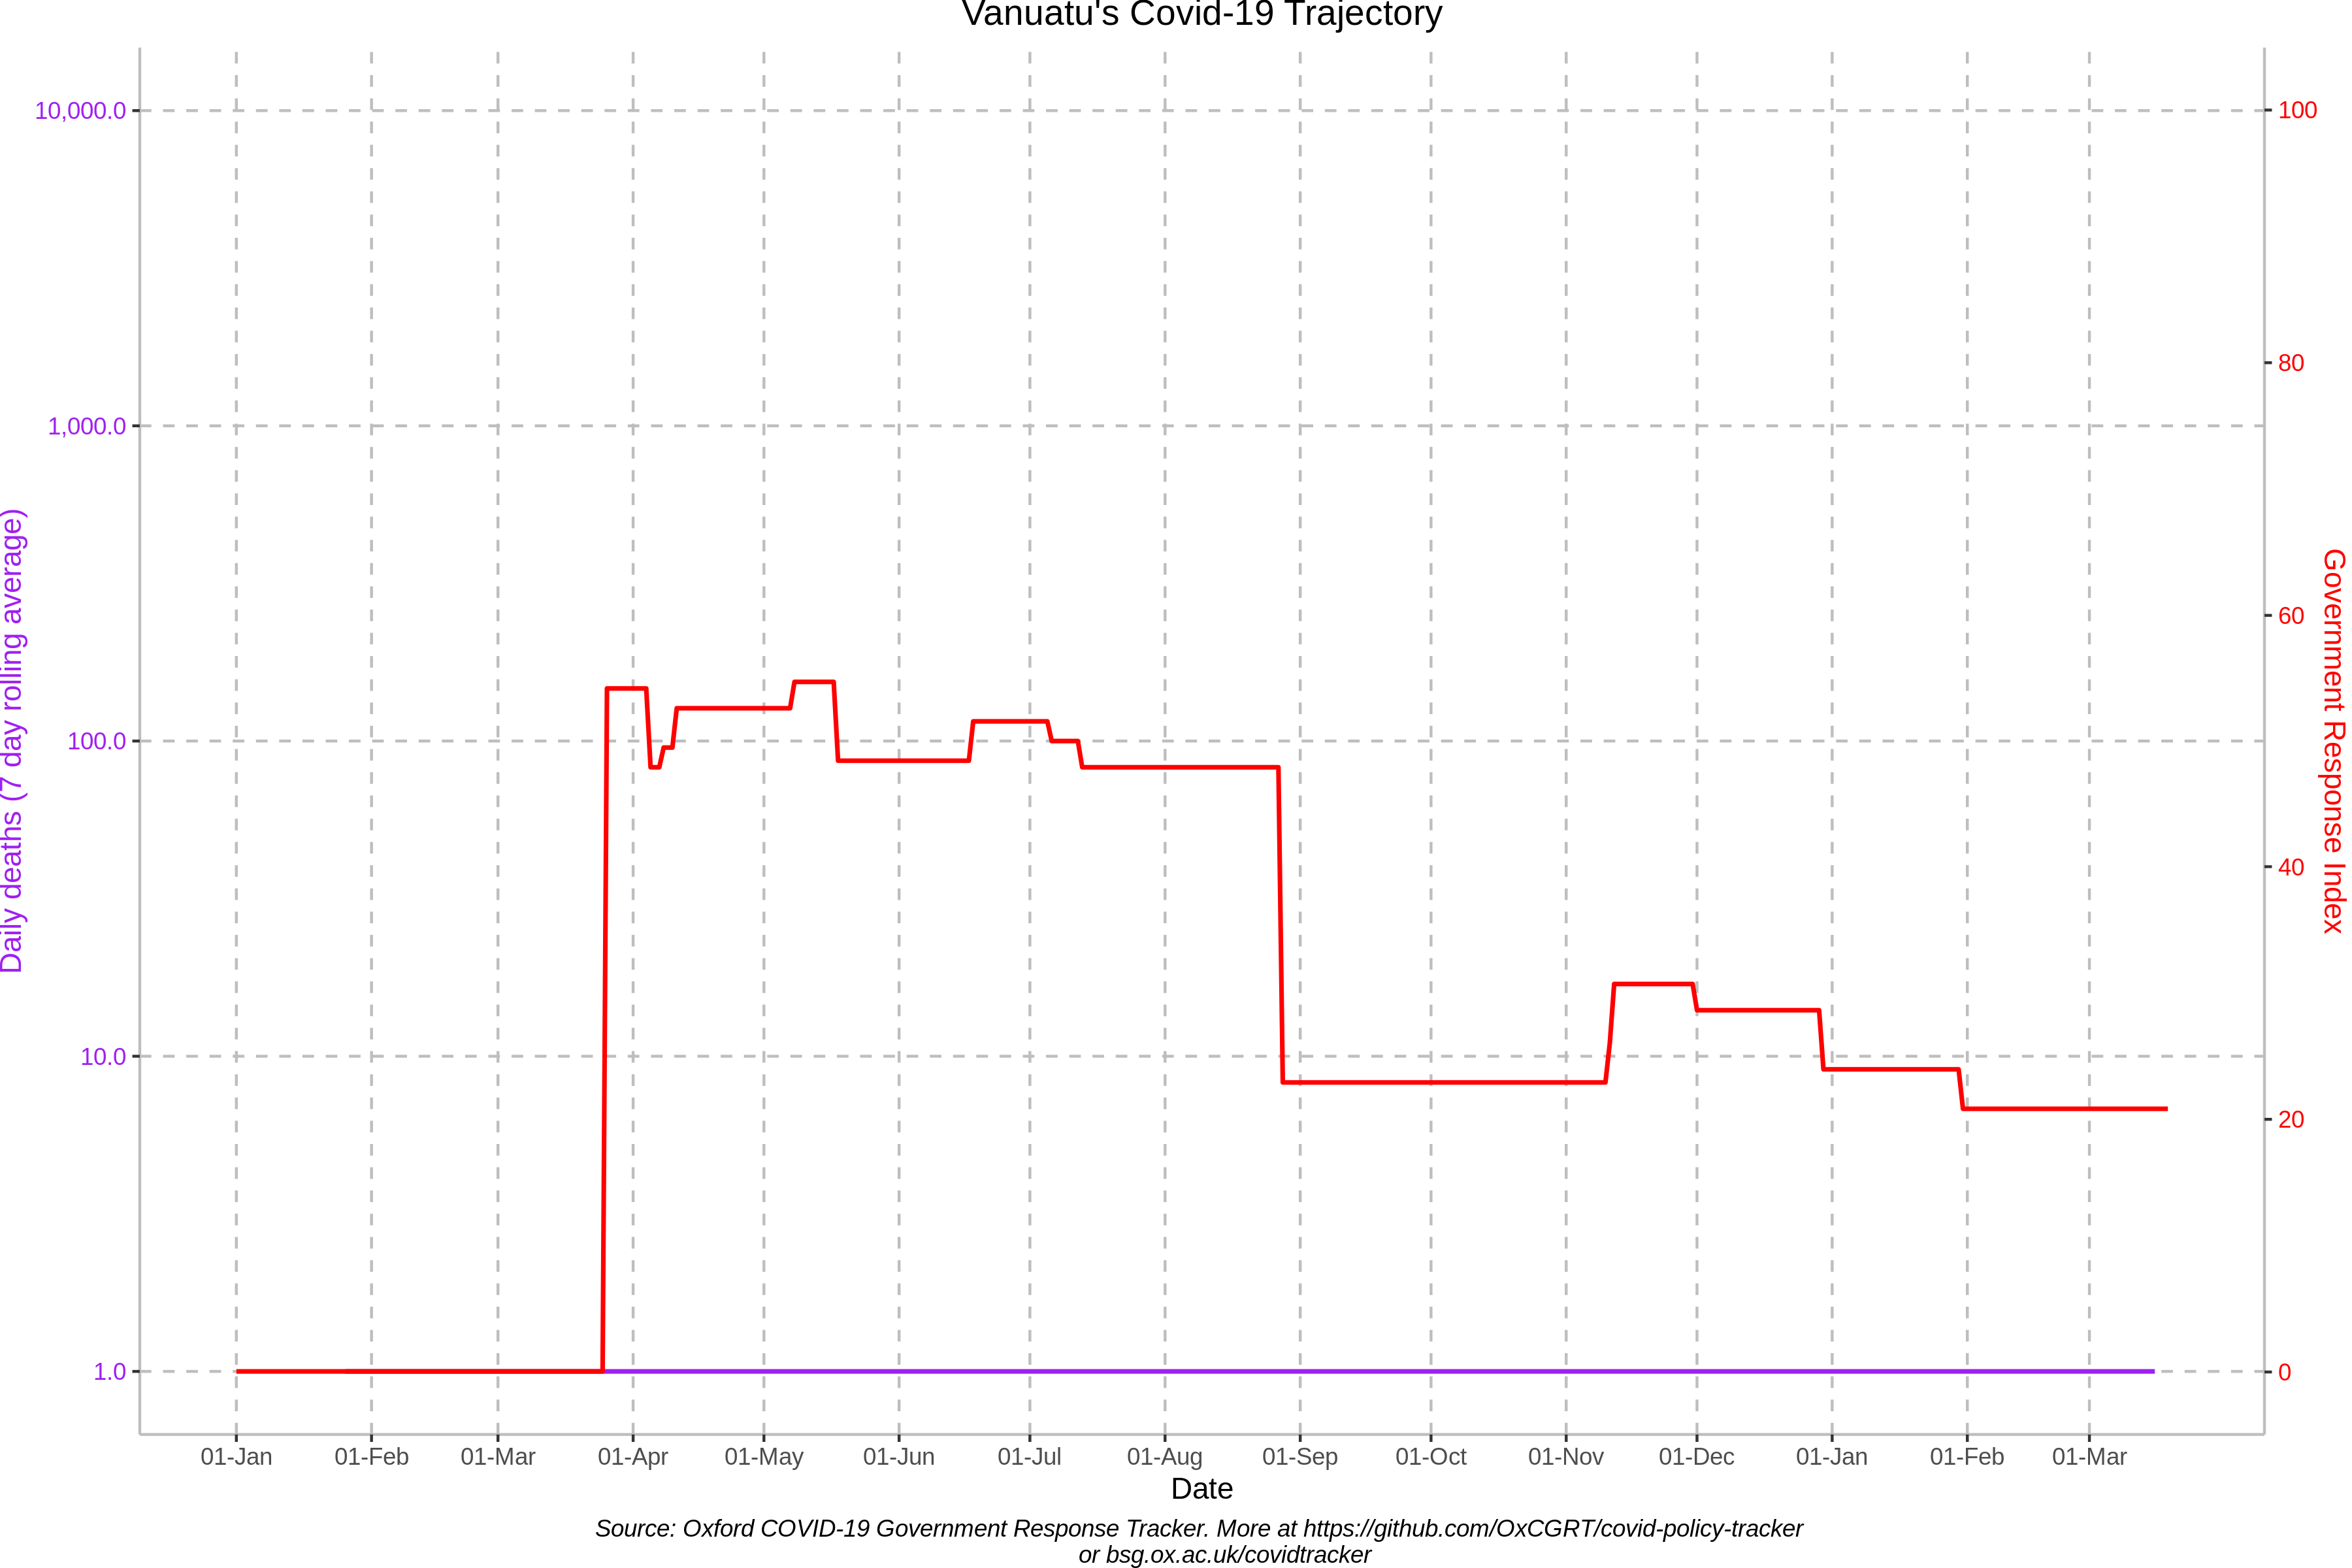 Vanuatu's Covid-19 Trajectory
10,000.0
1,000.0
100.0
10.0
1.0
Daily deaths (7 day rolling average)
100
80
60
40
20
0
Government Response Index
01-Jan 01-Feb 01-Mar 01-Apr 01-May 01-Jun 01-Jul 01-Aug 01-Sep 01-Oct 01-Nov 01-Dec 01-Jan 01-Feb 01-Mar
Date
Source: Oxford COVID-19 Government Response Tracker. More at https://github.com/OxCGRT/covid-policy-tracker
or bsg.ox.ac.uk/covidtracker